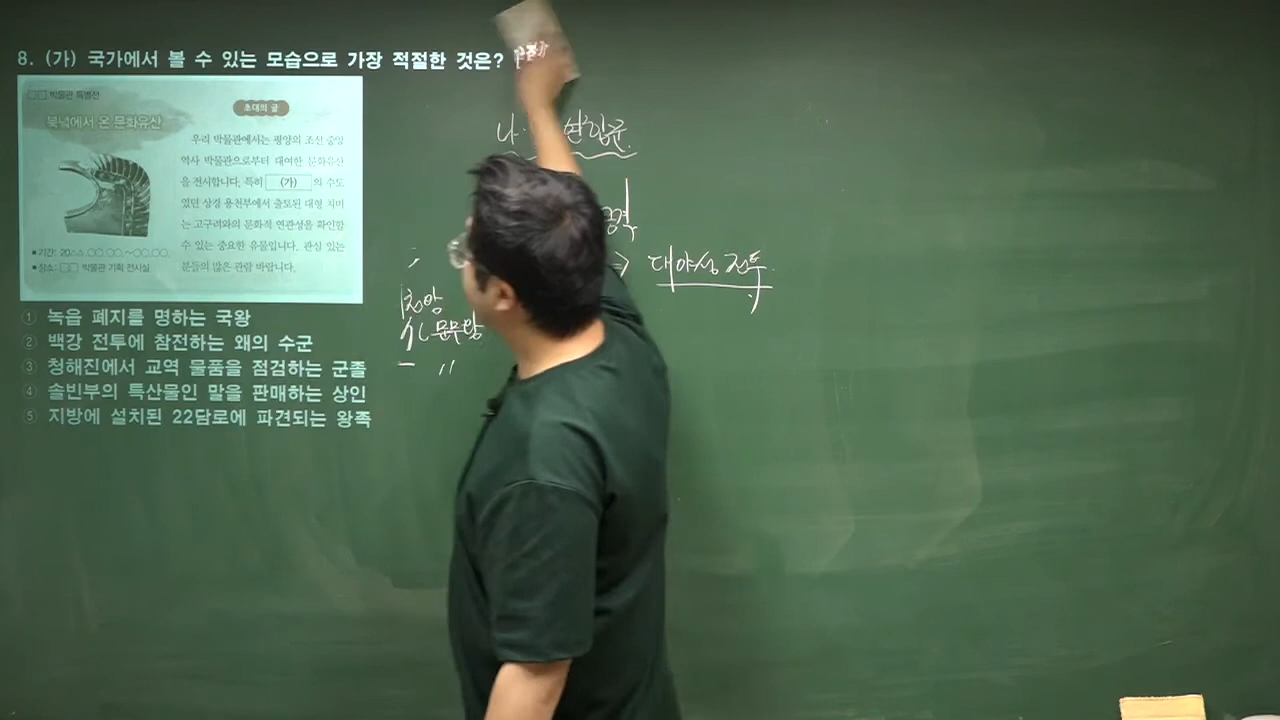 8. (가) 국가에서 볼 수 있는 모습으로 가장 적절한 것은?
□□ 박물관 특별전
북녘에서 온 문화유산
초대의 글
우리 박물관에서는 평양의 조선 중앙
역사 박물관으로부터 대여한 문화유산
을 전시합니다. 특히 (가) 의 수도
였던 상경 용천부에서 출토된 대형 치미
는 고구려와의 문화적 연관성을 확인할
수 있는 중요한 유물입니다. 관심 있는
분들의 많은 관람 바랍니다.
■기간: 20△△.○○.○○.~○○.○○.
■장소: □□ 박물관 기획 전시실
① 녹읍 폐지를 명하는 국왕
② 백강 전투에 참전하는 왜의 수군
③ 청해진에서 교역 물품을 점검하는 군졸
④ 솔빈부의 특산물인 말을 판매하는 상인
⑤ 지방에 설치된 22담로에 파견되는 왕족
나
연합군
공격
⇒ 대야성 전투
문무왕